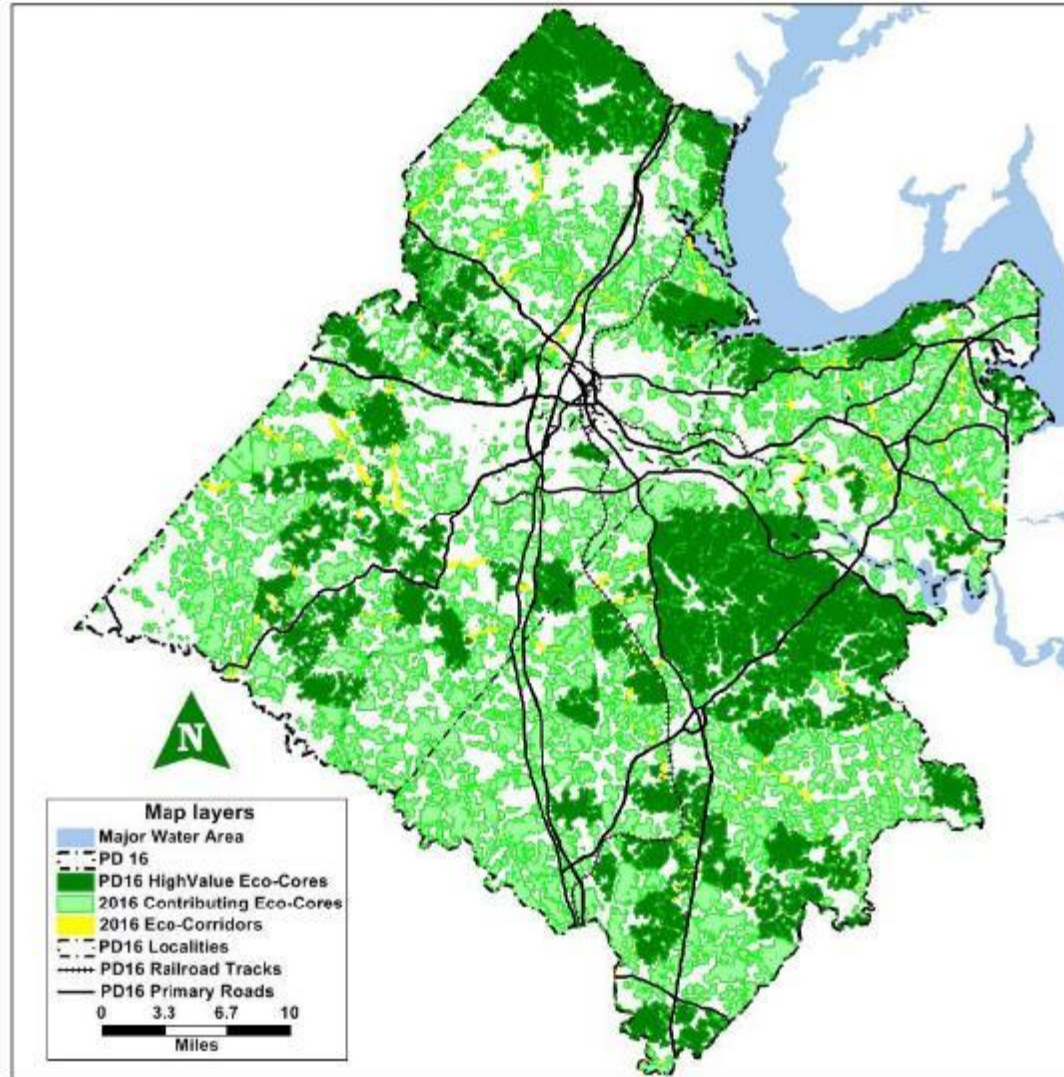 N
Map layers
Major Water Area
PD 16
PD16 HighValue Eco-Cores
2016 Contributing Eco-Cores
2016 Eco-Corridors
PD16 Localities
PD16 Railroad Tracks
PD16 Primary Roads
0 3.3 6.7 10
Miles